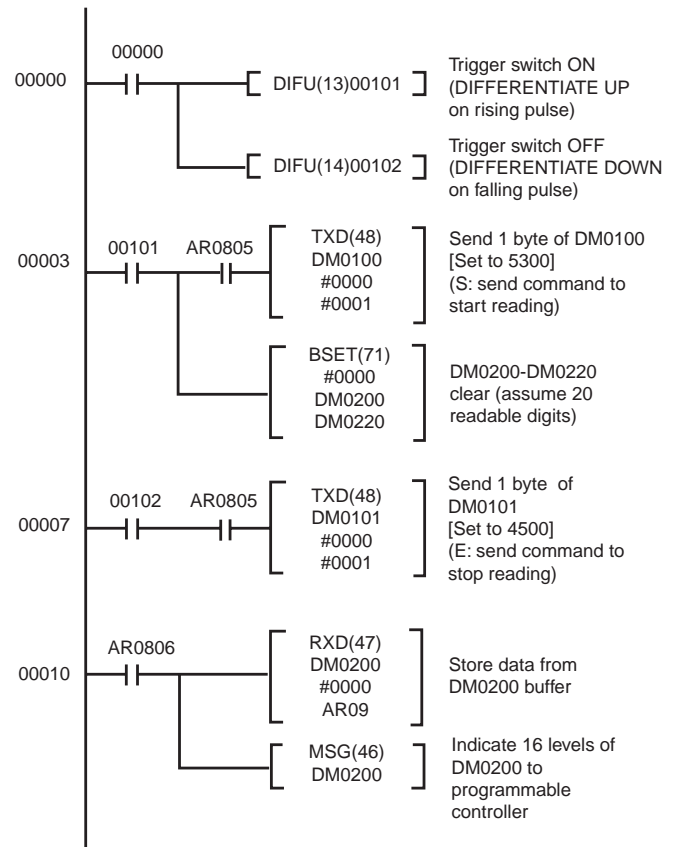 00000
00000
DIFU(13)00101
Trigger switch ON
(DIFFERENTIATE UP
on rising pulse)
DIFU(14)00102
Trigger switch OFF
(DIFFERENTIATE DOWN
on falling pulse)
00003
00101
AR0805
TXD(48)
DM0100
#0000
#0001
Send 1 byte of DM0100
[Set to 5300]
(S: send command to
start reading)
BSET(71)
#0000
DM0200
DM0220
DM0200-DM0220
clear (assume 20
readable digits)
00007
00102
AR0805
TXD(48)
DM0101
#0000
#0001
Send 1 byte of
DM0101
[Set to 4500]
(E: send command to
stop reading)
00010
AR0806
RXD(47)
DM0200
#0000
AR09
Store data from
DM0200 buffer
MSG(46)
DM0200
Indicate 16 levels of
DM0200 to
programmable
controller